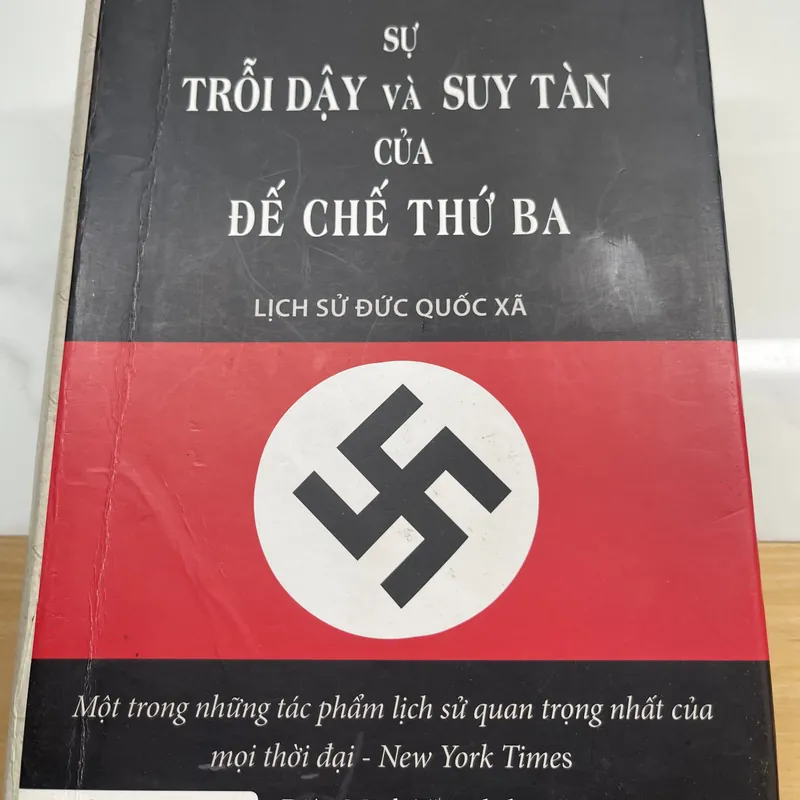 SỰ
TRỖI DẬY VÀ SUY TÀN
CỦA
ĐẾ CHẾ THỨ BA
LỊCH SỬ ĐỨC QUỐC XÃ
Một trong những tác phẩm lịch sử quan trọng nhất của
mọi thời đại - New York Times